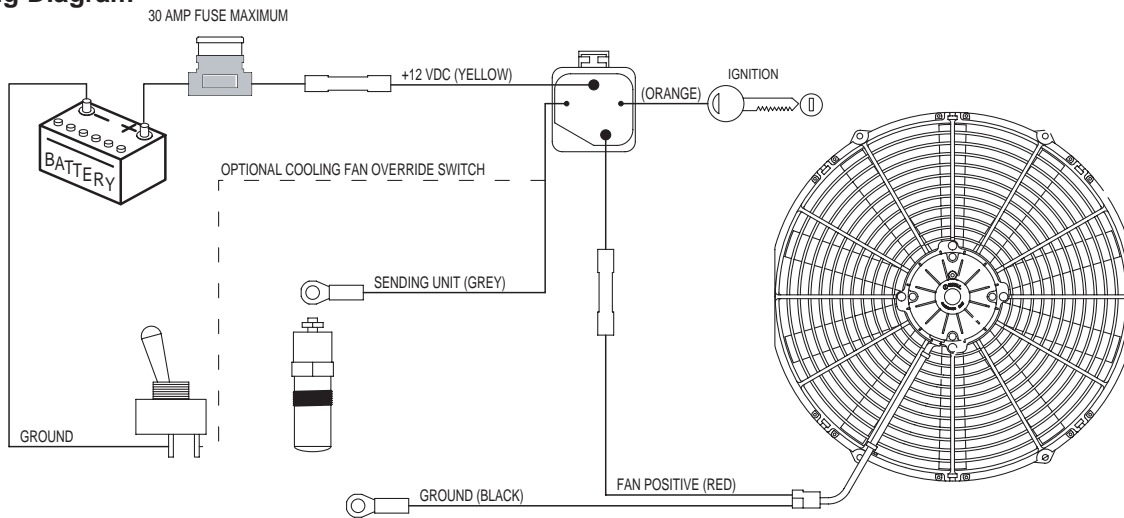 g Diagram
30 AMP FUSE MAXIMUM
+12 VDC (YELLOW)
IGNITION
(ORANGE)
BATTERY
OPTIONAL COOLING FAN OVERRIDE SWITCH
SENDING UNIT (GREY)
GROUND
FAN POSITIVE (RED)
GROUND (BLACK)